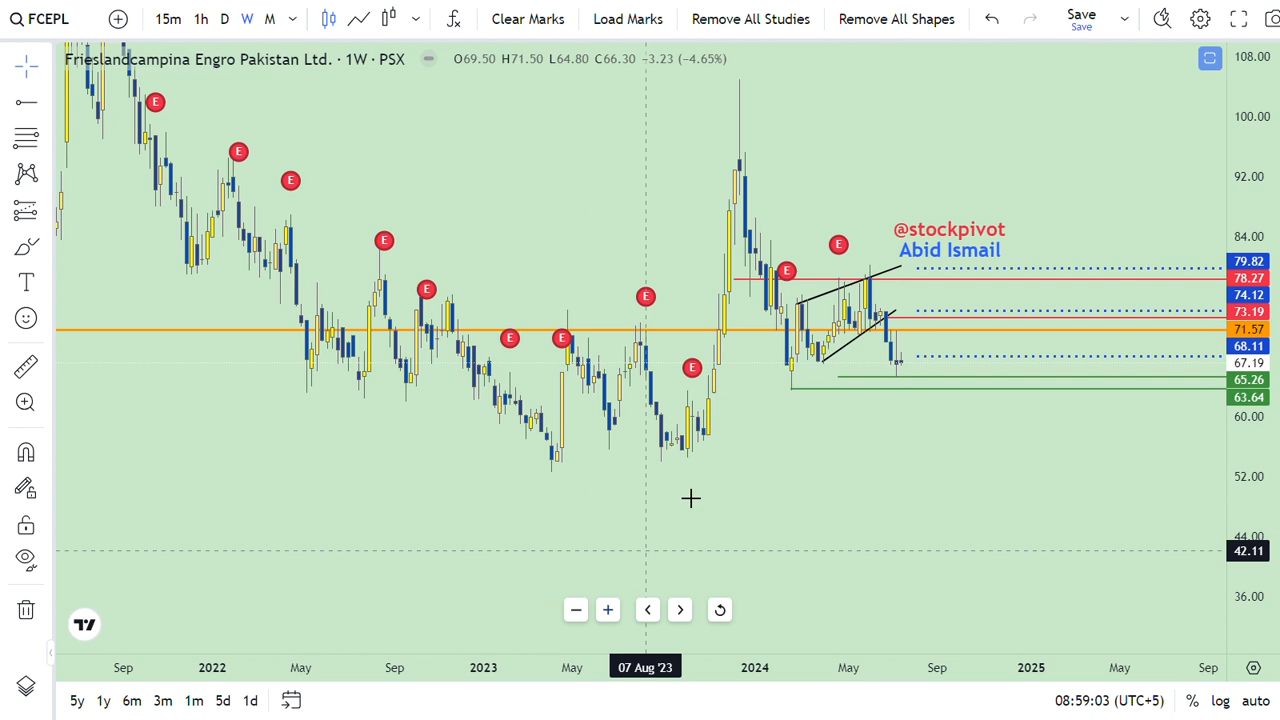 FCEPL 15m 1h D W M Clear Marks Load Marks Remove All Studies Remove All Shapes Save
Save
Frieslandcampina Engro Pakistan Ltd. · 1W · PSX O69.50 H71.50 L64.80 C66.30 −3.23 (−4.65%)
108.00
E
100.00
E
E
92.00
E
@stockpivot
Abid Ismail
84.00
E
E
79.82
E
E
78.27
74.12
E
E
73.19
71.57
68.11
E
67.19
65.26
63.64
60.00
52.00
44.00
42.11
36.00
Sep 2022 May Sep 2023 May 07 Aug '23 2024 May Sep 2025 May Sep
5y 1y 6m 3m 1m 5d 1d 08:59:03 (UTC+5) % log auto